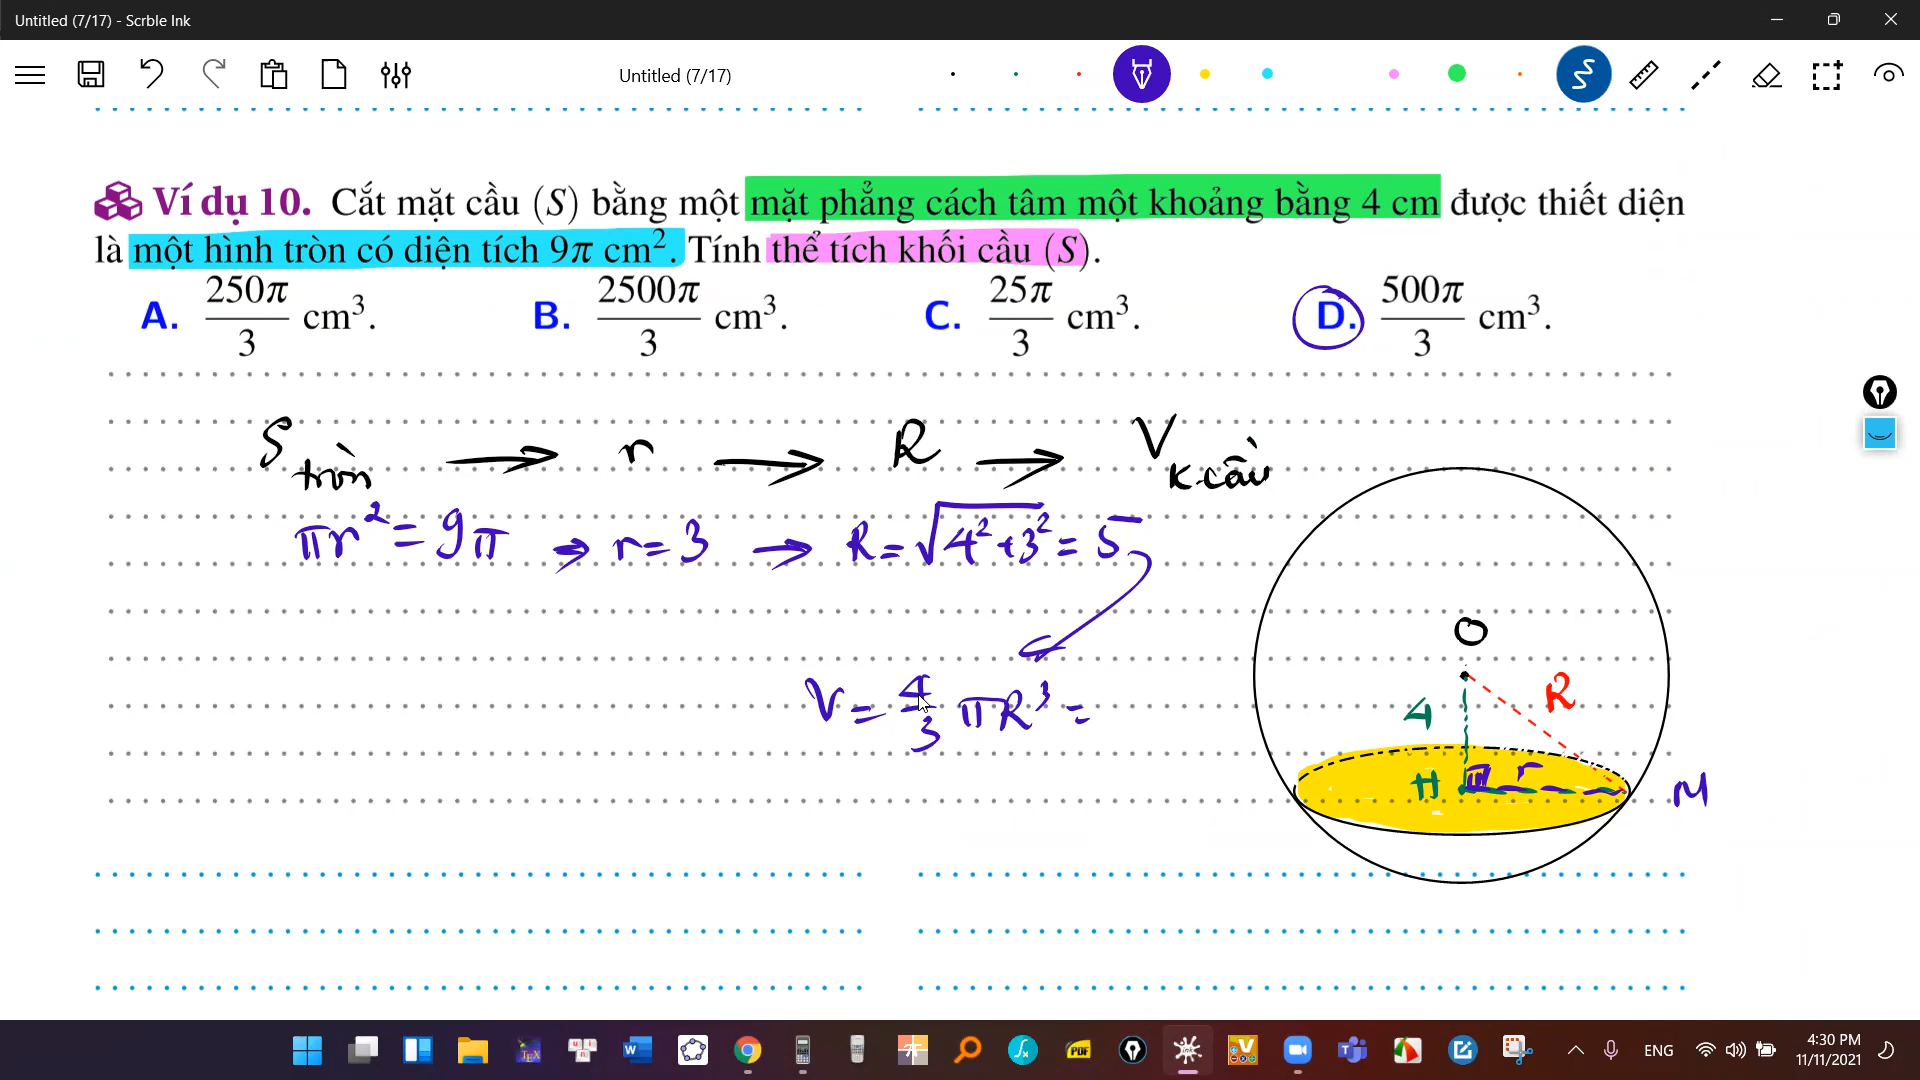 Untitled (7/17) - Scrble Ink
Untitled (7/17)
Ví dụ 10. Cắt mặt cầu (S) bằng một mặt phẳng cách tâm một khoảng bằng 4 cm được thiết diện
là một hình tròn có diện tích 9π cm². Tính thể tích khối cầu (S).
A. 250π/3 cm³. B. 2500π/3 cm³. C. 25π/3 cm³. D. 500π/3 cm³.
S tròn → r → R → V k cầu
πr² = 9π ⇒ r = 3 → R = √(4² + 3²) = 5
O
V = 4/3 πR³ =
4 R
H r M
ENG
4:30 PM
11/11/2021